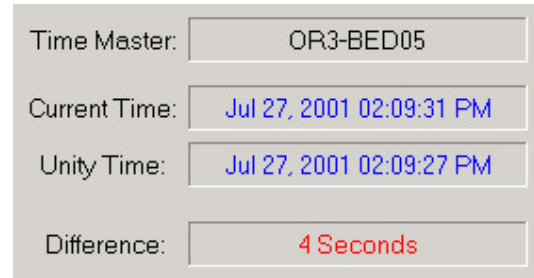 Time Master: OR3-BED05
Current Time: Jul 27, 2001 02:09:31 PM
Unity Time: Jul 27, 2001 02:09:27 PM
Difference: 4 Seconds